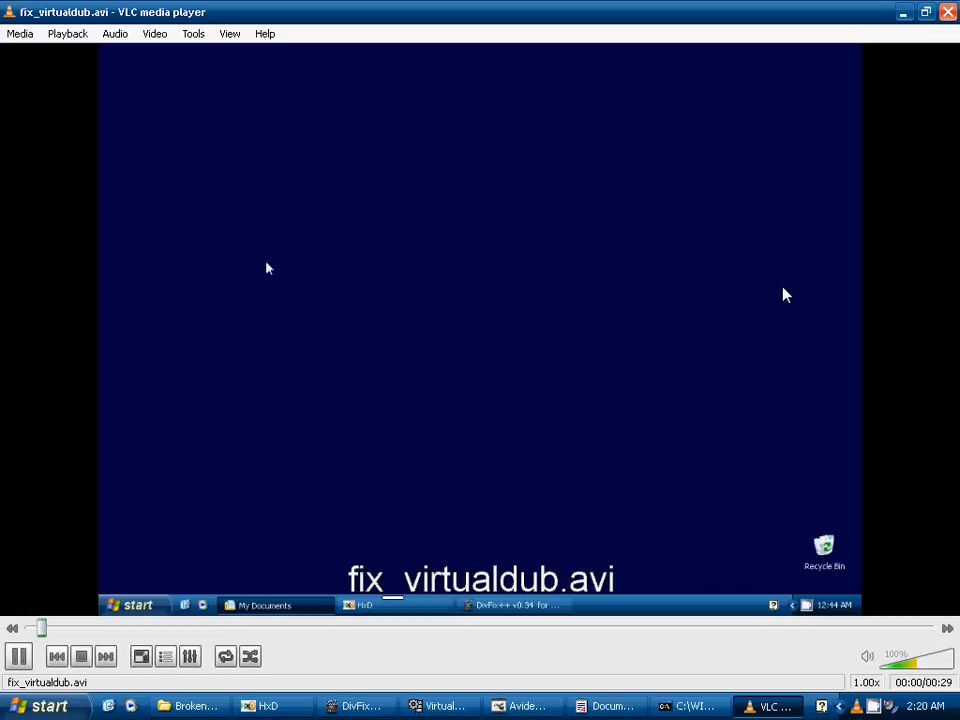 fix_virtualdub.avi - VLC media player
Media Playback Audio Video Tools View Help
Recycle Bin
fix_virtualdub.avi
start My Documents HxD DivFix++ v0.34 for ... 12:44 AM
100%
fix_virtualdub.avi 1.00x 00:00/00:29
start Broken... HxD DivFix... Virtual... Avide... Docum... C:\WI... VLC ... 2:20 AM